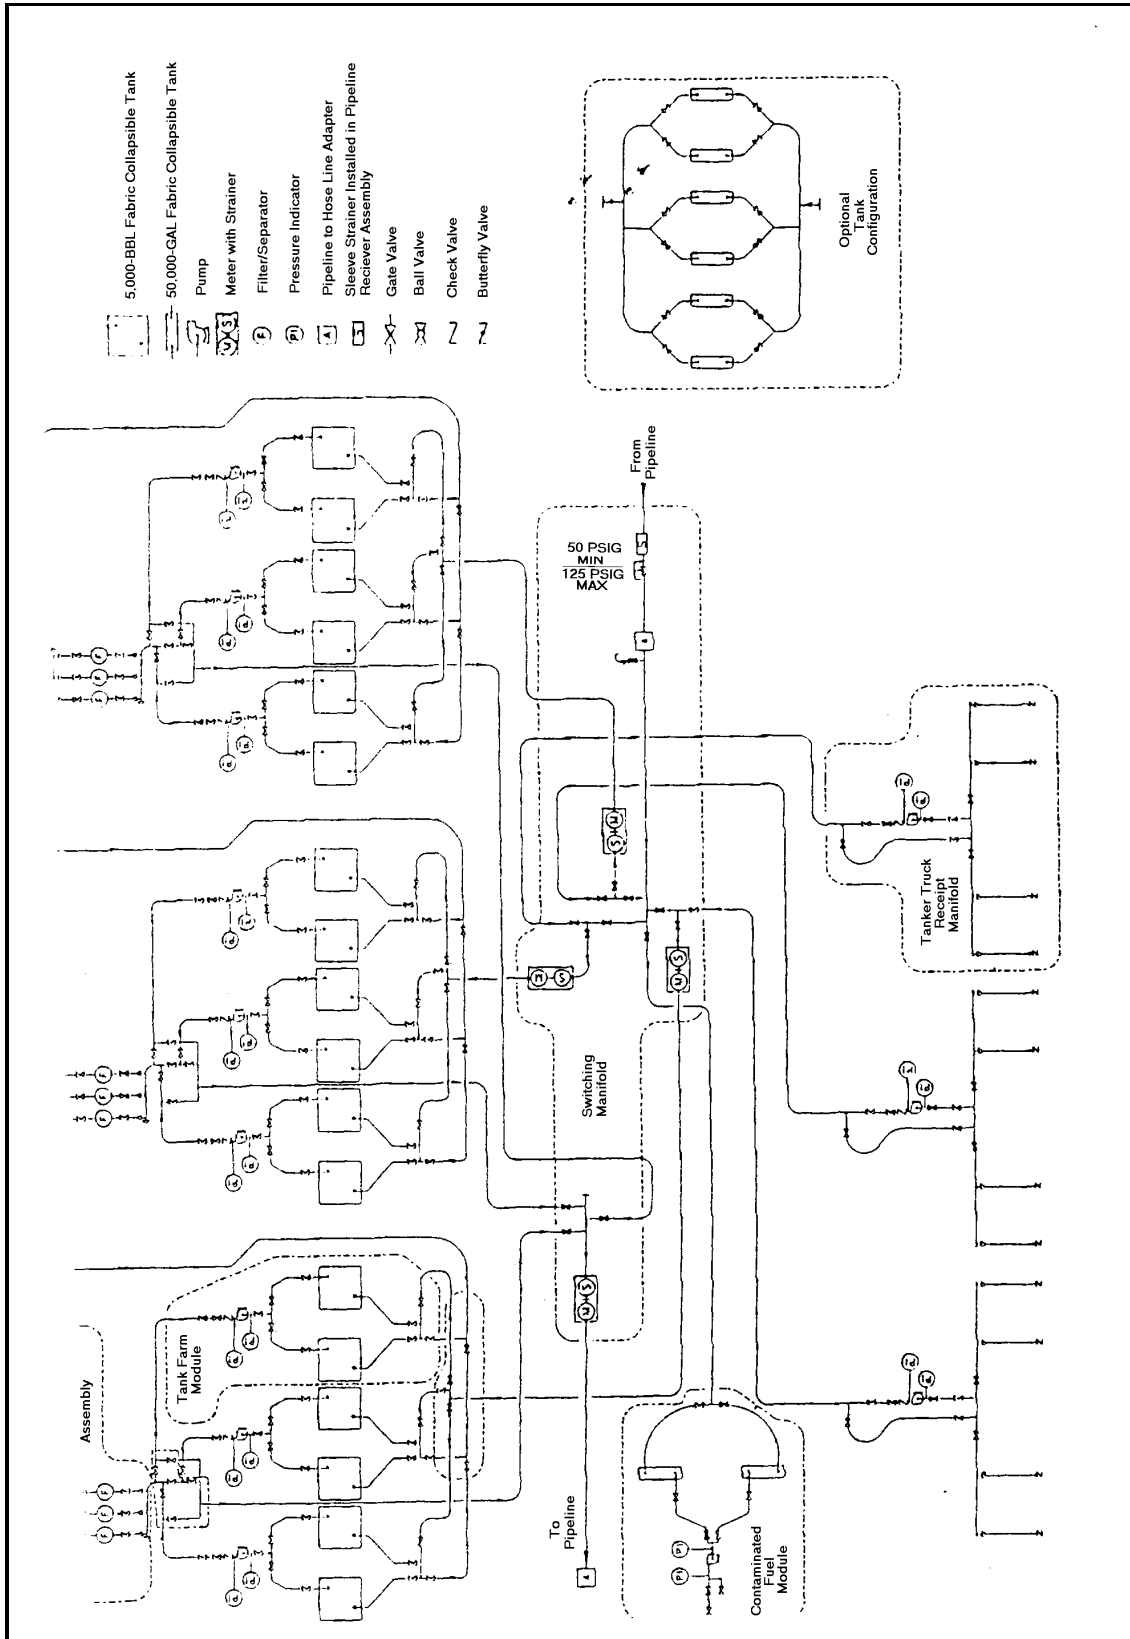 5,000-BBL Fabric Collapsible Tank
50,000-GAL Fabric Collapsible Tank
Pump
M S
Meter with Strainer
F
Filter/Separator
PI
Pressure Indicator
A
Pipeline to Hose Line Adapter
S
Sleeve Strainer Installed in Pipeline
Reciever Assembly
Gate Valve
Ball Valve
Check Valve
Butterfly Valve
Optional
Tank
Configuration
From
Pipeline
50 PSIG
MIN
125 PSIG
MAX
Switching
Manifold
Tanker Truck
Receipt
Manifold
Assembly
Tank Farm
Module
To
Pipeline
Contaminated
Fuel
Module